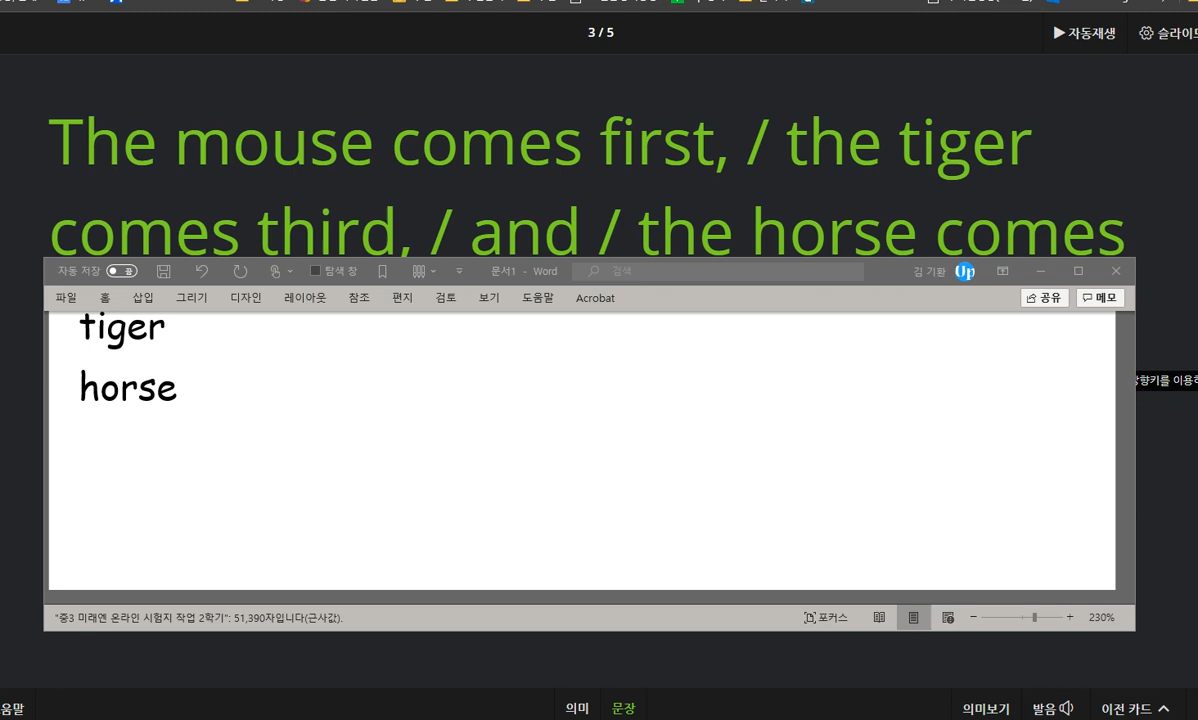 3 / 5
▶ 자동재생
The mouse comes first, / the tiger
comes third, / and / the horse comes
자동 저장 끔
탐색 창
문서1 - Word
검색
김 기환
Up
파일 홈 삽입 그리기 디자인 레이아웃 참조 편지 검토 보기 도움말 Acrobat
공유 메모
tiger
horse
"중3 미래엔 온라인 시험지 작업 2학기": 51,390자입니다(근사값).
포커스
230%
의미 문장
의미보기 발음 이전 카드